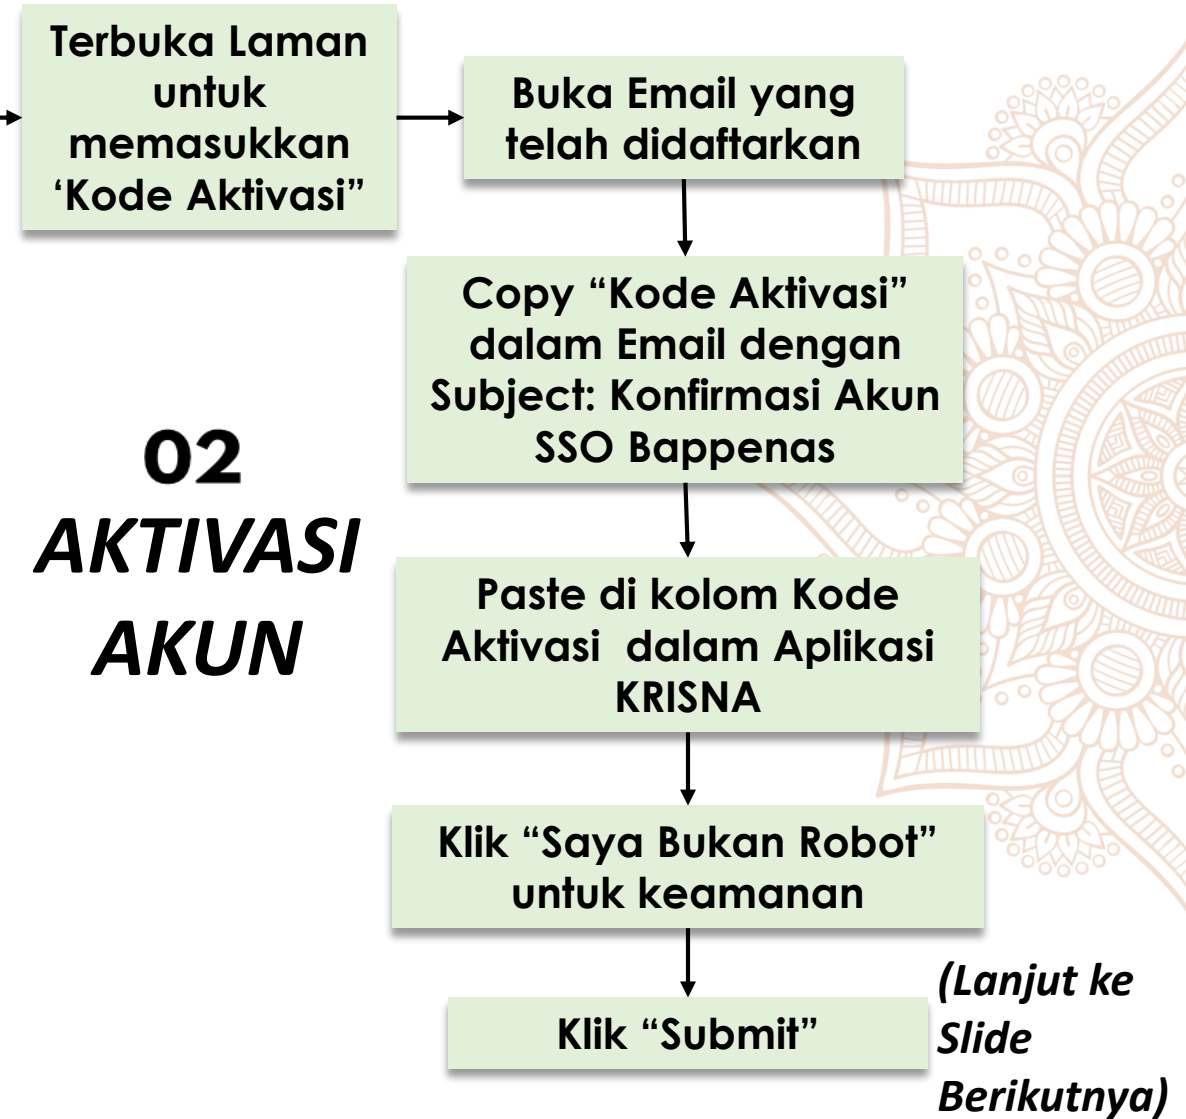 Terbuka Laman
untuk
memasukkan
‘Kode Aktivasi”
Buka Email yang
telah didaftarkan
Copy “Kode Aktivasi”
dalam Email dengan
Subject: Konfirmasi Akun
SSO Bappenas
02
AKTIVASI
AKUN
Paste di kolom Kode
Aktivasi  dalam Aplikasi
KRISNA
Klik “Saya Bukan Robot”
untuk keamanan
Klik “Submit”
(Lanjut ke
Slide
Berikutnya)